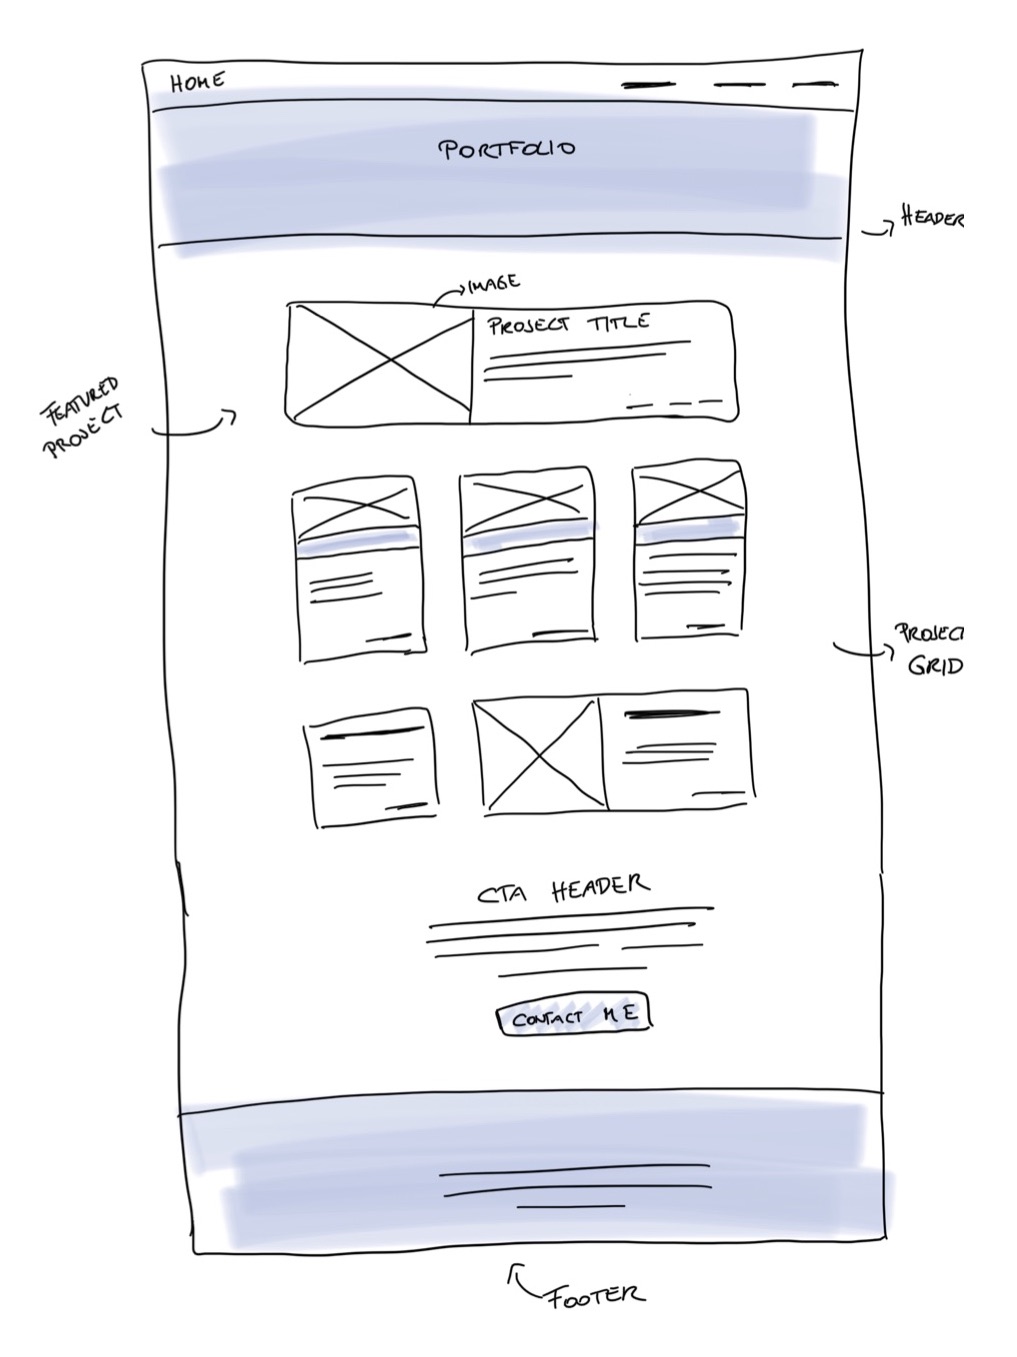 HOME
PORTFOLIO
HEADER
IMAGE
PROJECT TITLE
FEATURED
PROJECT
PROJECT
GRID
CTA HEADER
CONTACT ME
FOOTER